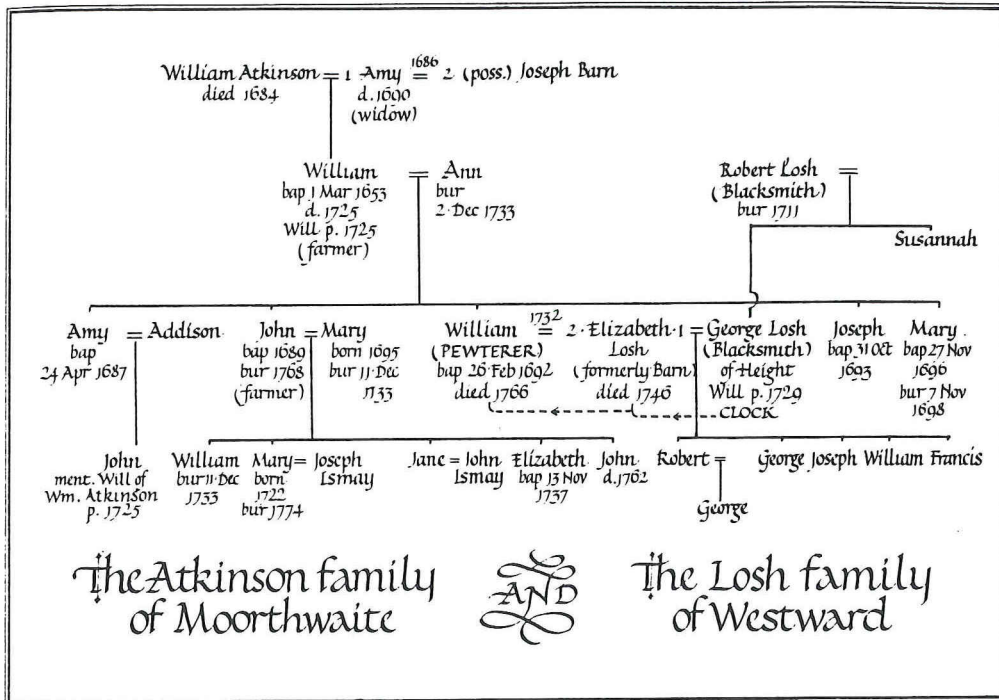 1686
William Atkinson = 1 Amy = 2 (poss.) Joseph Barn
died 1684
d. 1690
(widow)
William = Ann
bap 1 Mar 1653
d. 1725
Will p. 1725
(farmer)
bur
2 Dec 1733
Robert Losh =
(Blacksmith)
bur 1711
Susannah
Amy = Addison
bap
24 Apr 1687
John = Mary
bap 1689
bur 1768
(farmer)
born 1695
bur 11 Dec
1733
1732
William = 2 · Elizabeth · 1 = George Losh
(PEWTERER)
bap 26 Feb 1692
died 1766
Losh
(formerly Barn)
died 1746
(Blacksmith)
of Height
Will p. 1729
CLOCK
Joseph
bap 31 Oct
1693
Mary
bap 27 Nov
1696
bur 7 Nov
1698
John
ment. Will of
Wm. Atkinson
p. 1725
William
bur 11 Dec
1733
Mary = Joseph
Ismay
born
1722
bur 1774
Jane = John
Ismay
Elizabeth
bap 13 Nov
1737
John
d. 1762
Robert =
George
George Joseph William Francis
The Atkinson family
of Moorthwaite
AND
The Losh family
of Westward